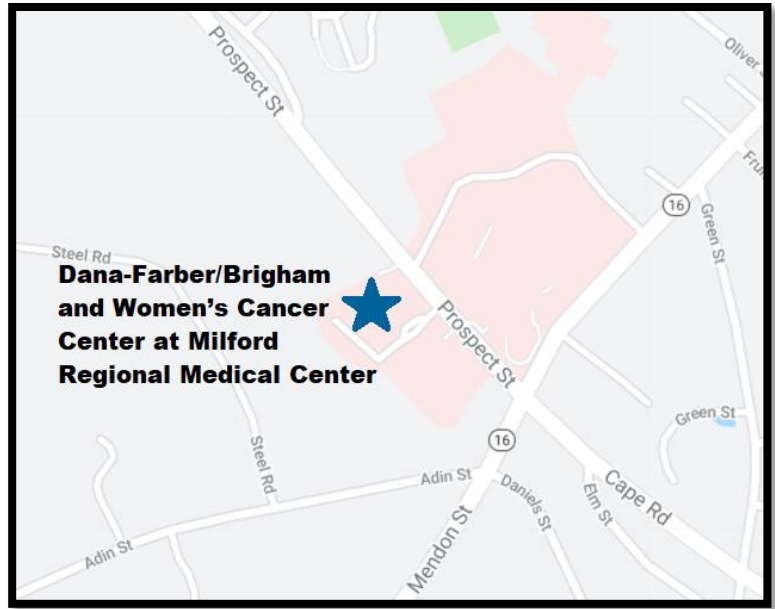 Prospect St
Oliver
Fru
16
Green St
Steel Rd
Dana-Farber/Brigham
and Women's Cancer
Center at Milford
Regional Medical Center
Prospect St
Green St
16
Steel Rd
Adin St
Daniels St
Elm St
Cape Rd
Mendon St
Adin St